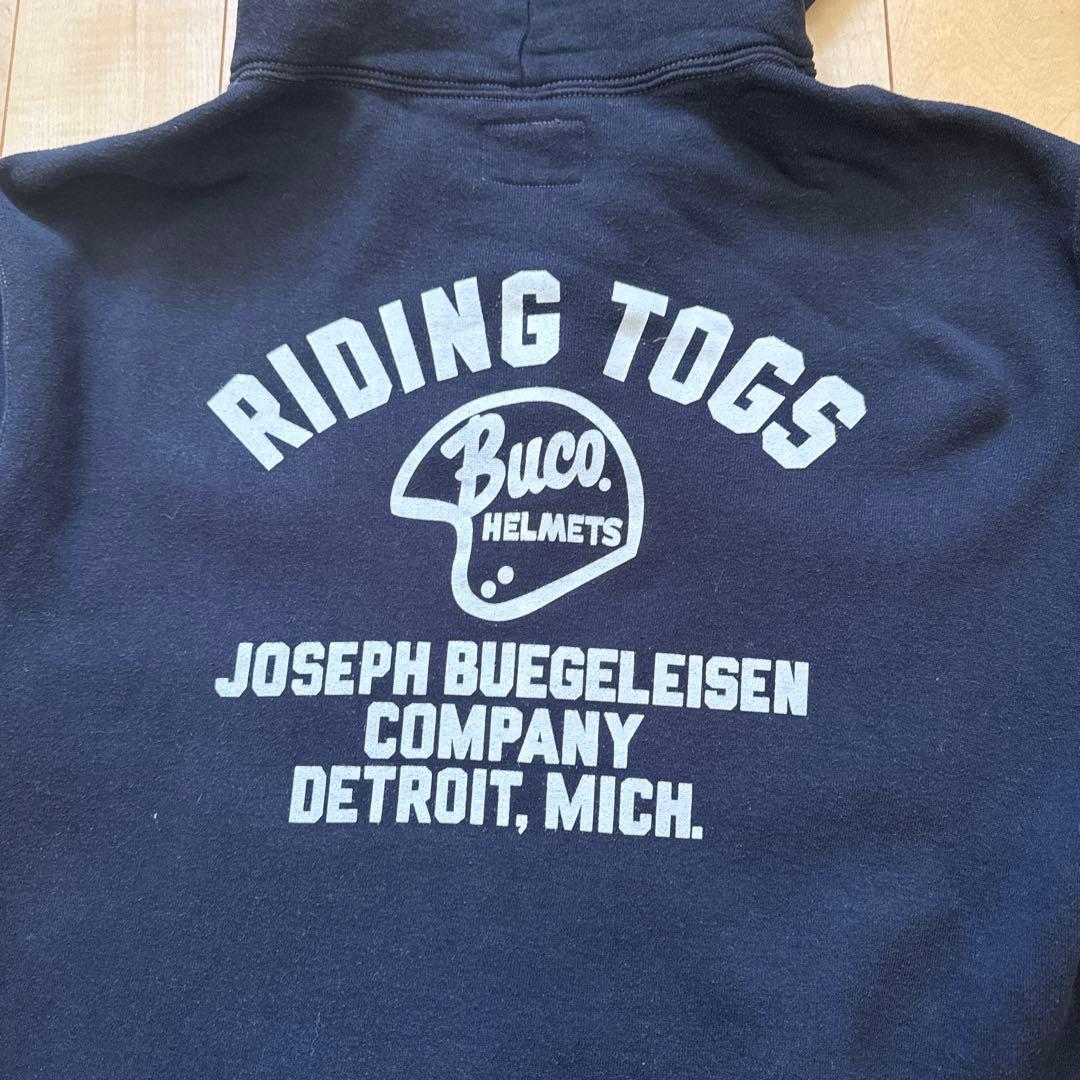 RIDING TOGS
Buco.
HELMETS
JOSEPH BUEGELEISEN
COMPANY
DETROIT, MICH.